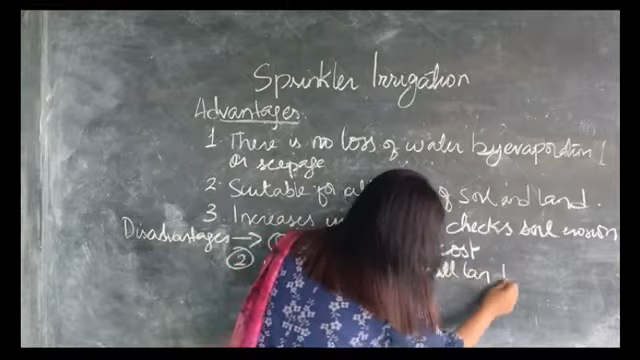 Sprinkler Irrigation
Advantages
1. There is no loss of water by evaporation
or seepage
2. Suitable for all of soil and land.
3. Increases checks soil erosion
Disadvantages → cost
②